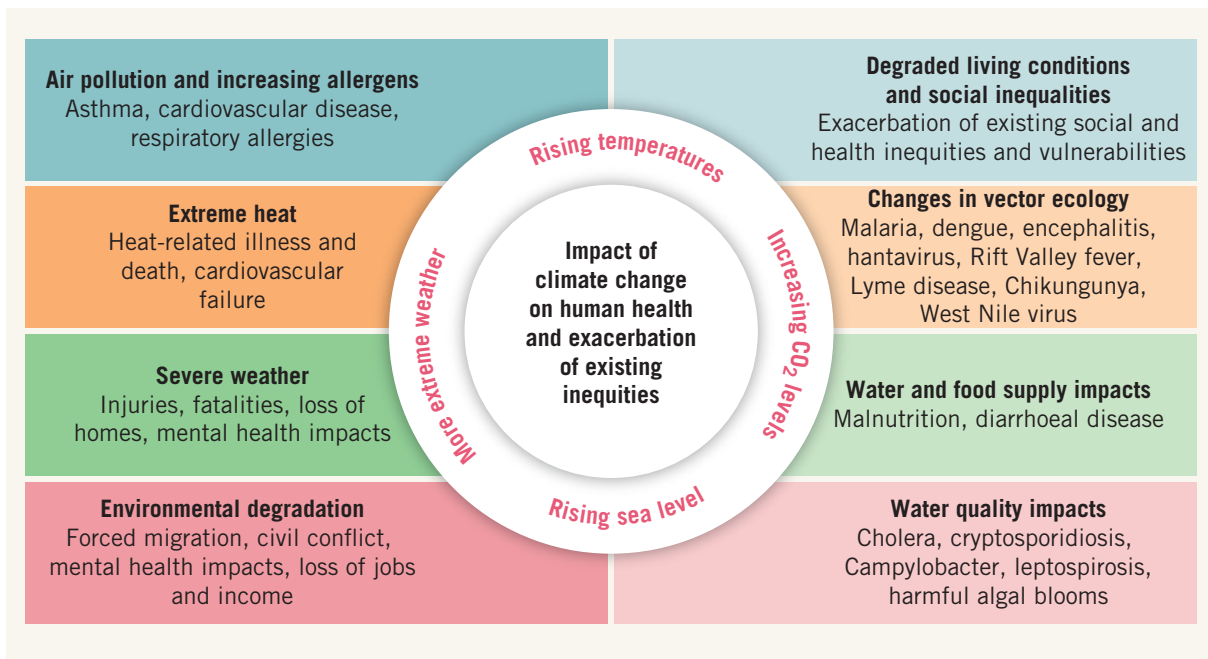 Air pollution and increasing allergens
Asthma, cardiovascular disease,
respiratory allergies
Degraded living conditions
and social inequalities
Exacerbation of existing social and
health inequities and vulnerabilities
Extreme heat
Heat-related illness and
death, cardiovascular
failure
Changes in vector ecology
Malaria, dengue, encephalitis,
hantavirus, Rift Valley fever,
Lyme disease, Chikungunya,
West Nile virus
Severe weather
Injuries, fatalities, loss of
homes, mental health impacts
Water and food supply impacts
Malnutrition, diarrhoeal disease
Environmental degradation
Forced migration, civil conflict,
mental health impacts, loss of jobs
and income
Water quality impacts
Cholera, cryptosporidiosis,
Campylobacter, leptospirosis,
harmful algal blooms
Rising temperatures
Increasing CO₂ levels
Rising sea level
More extreme weather
Impact of
climate change
on human health
and exacerbation
of existing
inequities